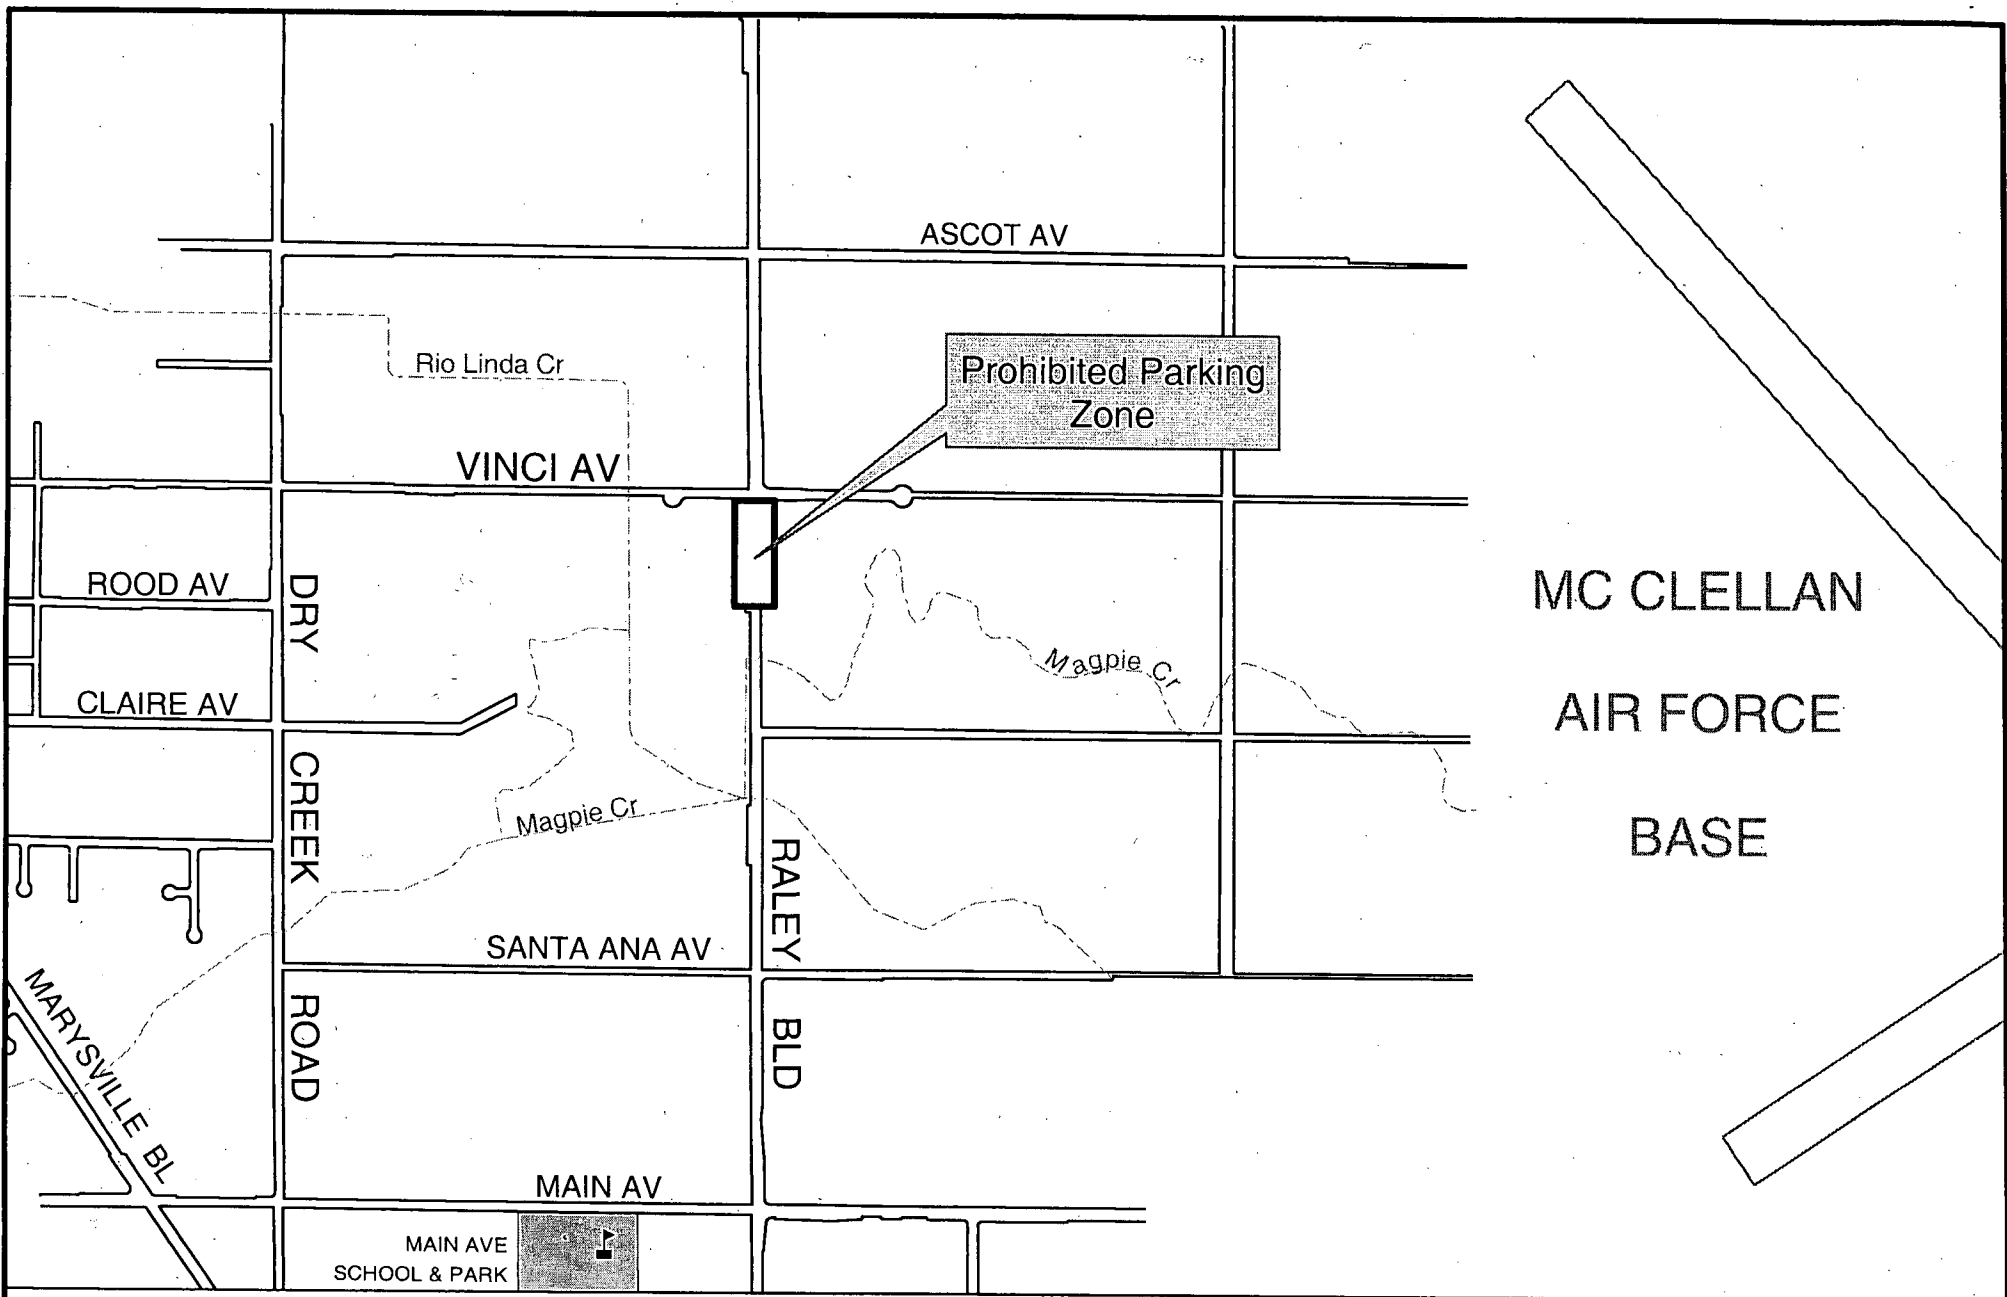 ASCOT AV
Rio Linda Cr
Prohibited Parking
Zone
VINCI AV
ROOD AV
DRY
MC CLELLAN
Magpie Cr
CLAIRE AV
AIR FORCE
CREEK
Magpie Cr
BASE
RALEY
SANTA ANA AV
MARYSVILLE BL
ROAD
BLD
MAIN AV
MAIN AVE
SCHOOL & PARK